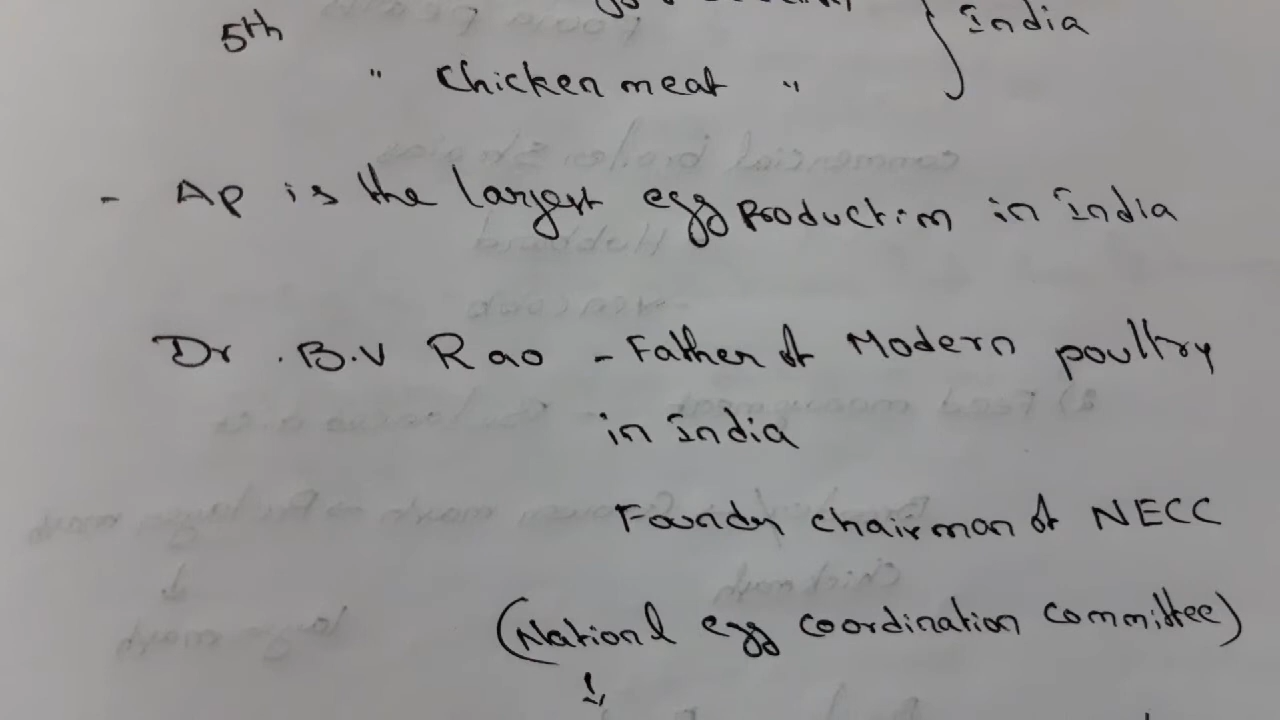 5th India
" Chicken meat "
- AP is the largest egg production in India
Dr. B.V Rao - Father of Modern poultry
in India
Founder chairman of NECC
(National egg coordination committee)